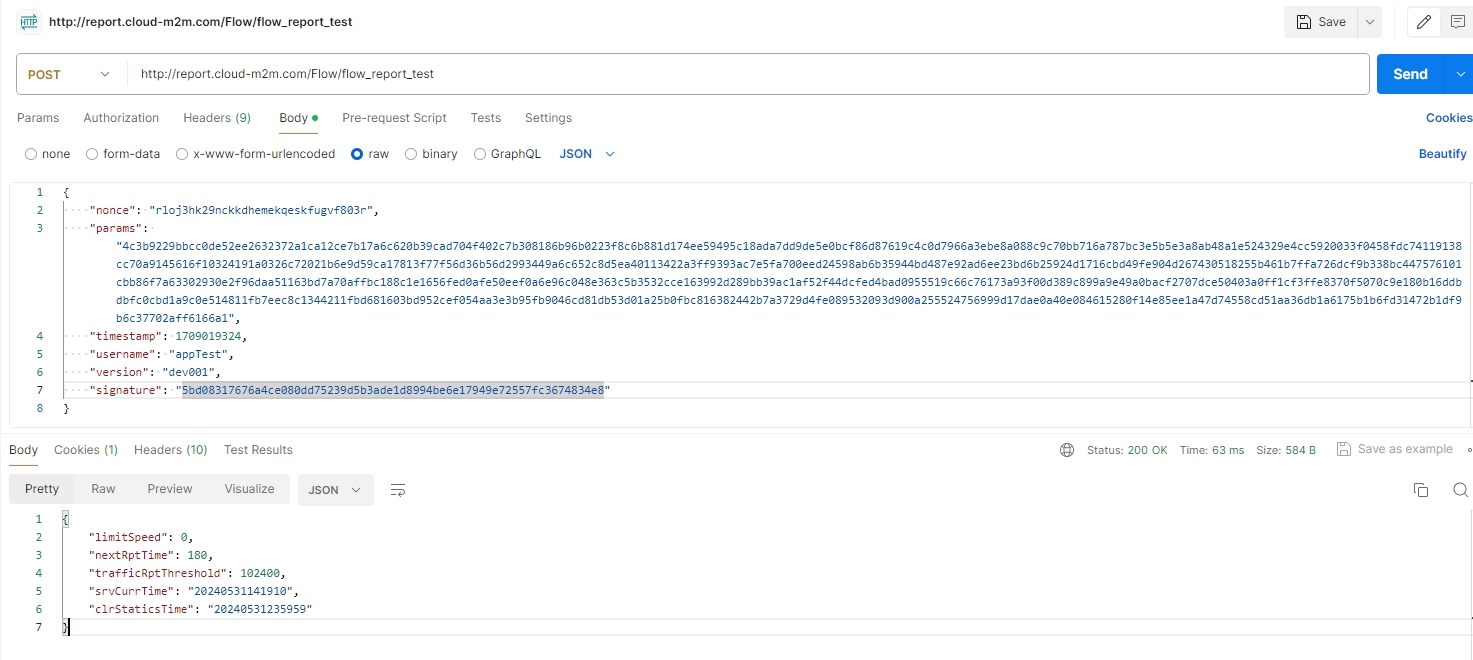 HTTP http://report.cloud-m2m.com/Flow/flow_report_test Save
POST http://report.cloud-m2m.com/Flow/flow_report_test Send
Params Authorization Headers (9) Body Pre-request Script Tests Settings Cookies
none form-data x-www-form-urlencoded raw binary GraphQL JSON Beautify
1 {
2 ····"nonce": "rloj3hk29nckkdhemekqeskfugvf803r",
3 ····"params":
"4c3b9229bbcc0de52ee2632372a1ca12ce7b17a6c620b39cad704f402c7b308186b96b0223f8c6b881d174ee59495c18ada7dd9de5e0bcf86d87619c4c0d7966a3ebe8a088c9c70bb716a787bc3e5b5e3a8ab48a1e524329e4cc5920033f0458fdc74119138
cc70a9145616f10324191a0326c72021b6e9d59ca17813f77f56d36b56d2993449a6c652c8d5ea40113422a3ff9393ac7e5fa700eed24598ab6b35944bd487e92ad6ee23bd6b25924d1716cbd49fe904d267430518255b461b7ffa726dcf9b338bc447576101
cbb86f7a63302930e2f96daa51163bd7a70affbc188c1e1656fed0afe50eef0a6e96c048e363c5b3532cce163992d289bb39ac1af52f44dcfed4bad0955519c66c76173a93f00d389c899a9e49a0bacf2707dce50403a0ff1cf3ffe8370f5070c9e180b16ddb
dbfc0cbd1a9c0e514811fb7eec8c1344211fbd681603bd952cef054aa3e3b95fb9046cd81db53d01a25b0fbc816382442b7a3729d4fe089532093d900a255524756999d17dae0a40e084615280f14e85ee1a47d74558cd51aa36db1a6175b1b6fd31472b1df9
b6c37702aff6166a1",
4 ····"timestamp": 1709019324,
5 ····"username": "appTest",
6 ····"version": "dev001",
7 ····"signature": "5bd08317676a4ce080dd75239d5b3ade1d8994be6e17949e72557fc3674834e8"
8 }
Body Cookies (1) Headers (10) Test Results Status: 200 OK Time: 63 ms Size: 584 B Save as example
Pretty Raw Preview Visualize JSON
1 {
2 "limitSpeed": 0,
3 "nextRptTime": 180,
4 "trafficRptThreshold": 102400,
5 "srvCurrTime": "20240531141910",
6 "clrStaticsTime": "20240531235959"
7 }